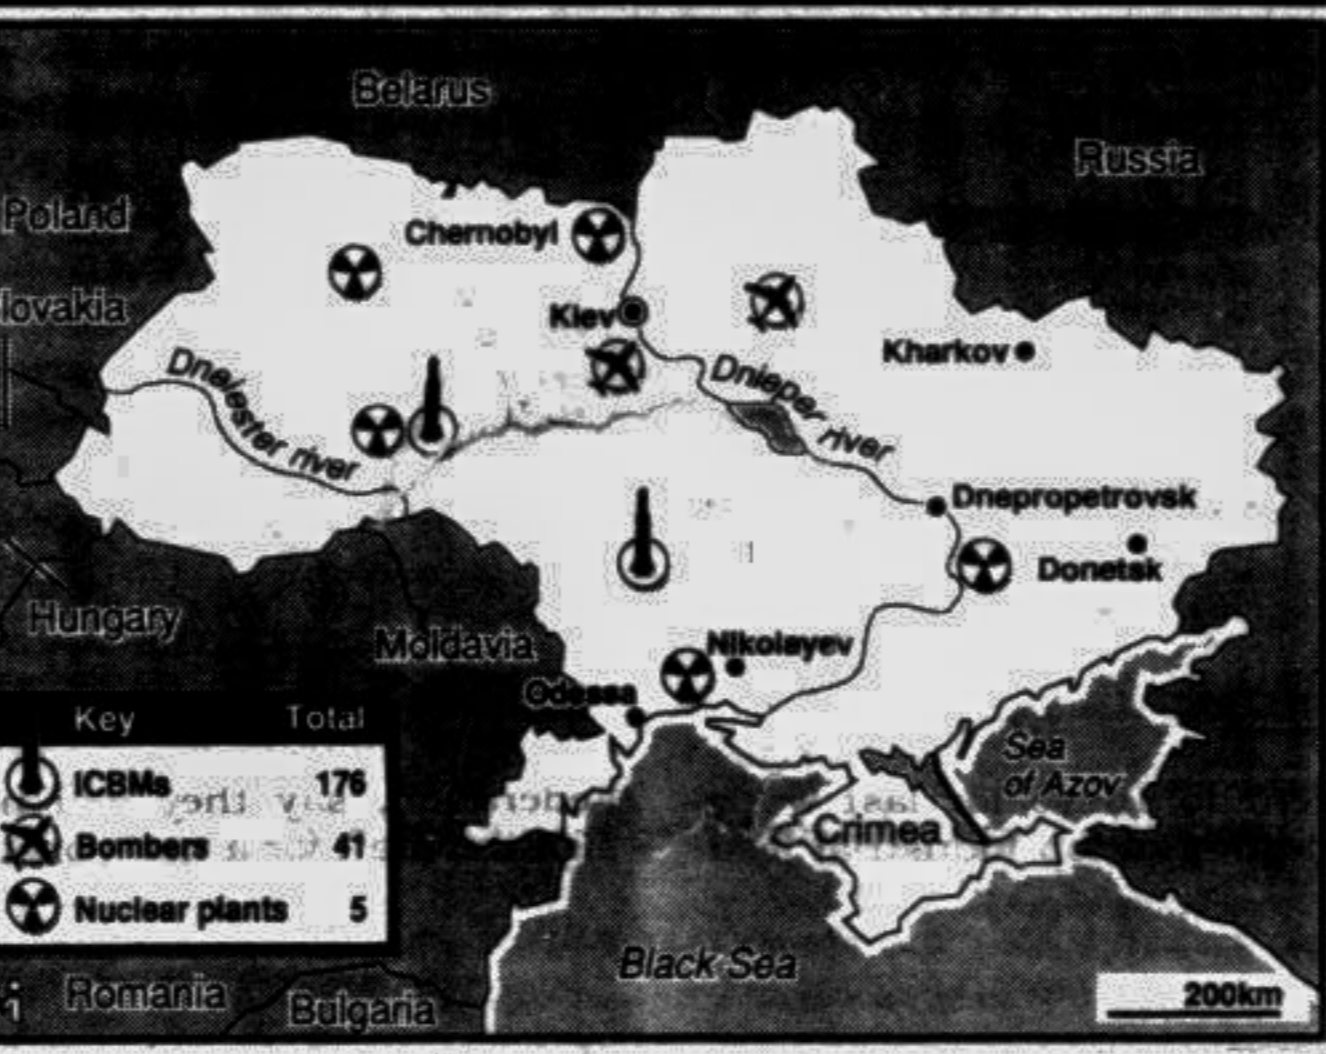 Belarus
Russia
Poland
lovakia
Chernobyl
Kiev
Kharkov
Dneiester river
Dnieper river
Dnepropetrovsk
Donetsk
Hungary
Moldavia
Nikolayev
Odessa
Key Total
ICBMs 176
Bombers 41
Nuclear plants 5
Sea
of Azov
Crimea
Black Sea
Romania
Bulgaria
200km